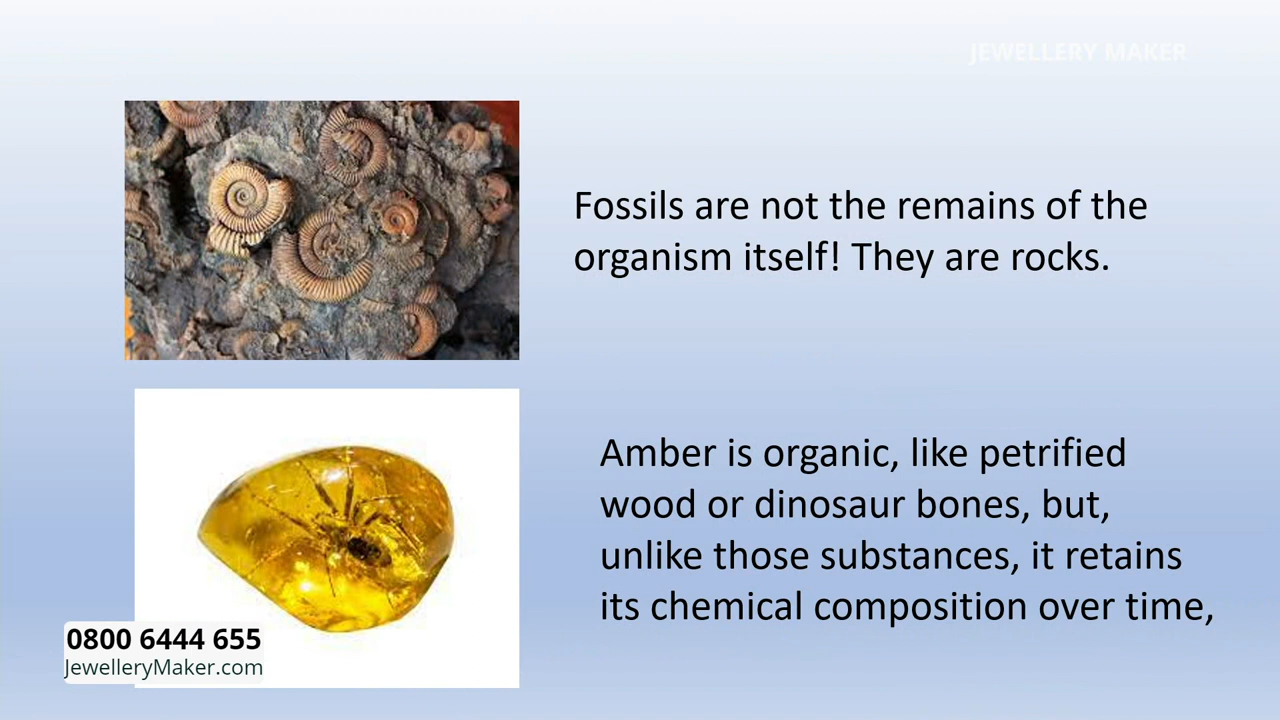 JEWELLERY MAKER
Fossils are not the remains of the
organism itself! They are rocks.
Amber is organic, like petrified
wood or dinosaur bones, but,
unlike those substances, it retains
its chemical composition over time,
0800 6444 655
JewelleryMaker.com